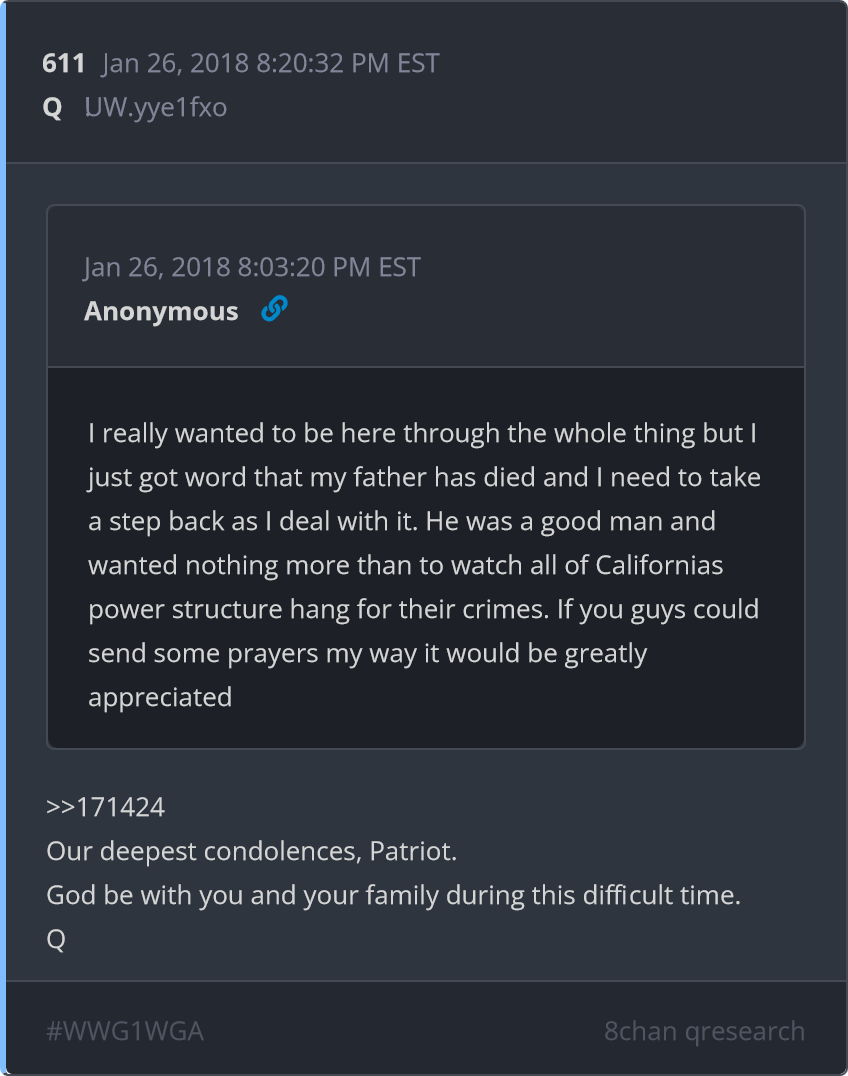 611 Jan 26, 2018 8:20:32 PM EST
Q UW.yye1fxo
Jan 26, 2018 8:03:20 PM EST
Anonymous
I really wanted to be here through the whole thing but I
just got word that my father has died and I need to take
a step back as I deal with it. He was a good man and
wanted nothing more than to watch all of Californias
power structure hang for their crimes. If you guys could
send some prayers my way it would be greatly
appreciated
>>171424
Our deepest condolences, Patriot.
God be with you and your family during this difficult time.
Q
#WWG1WGA 8chan qresearch